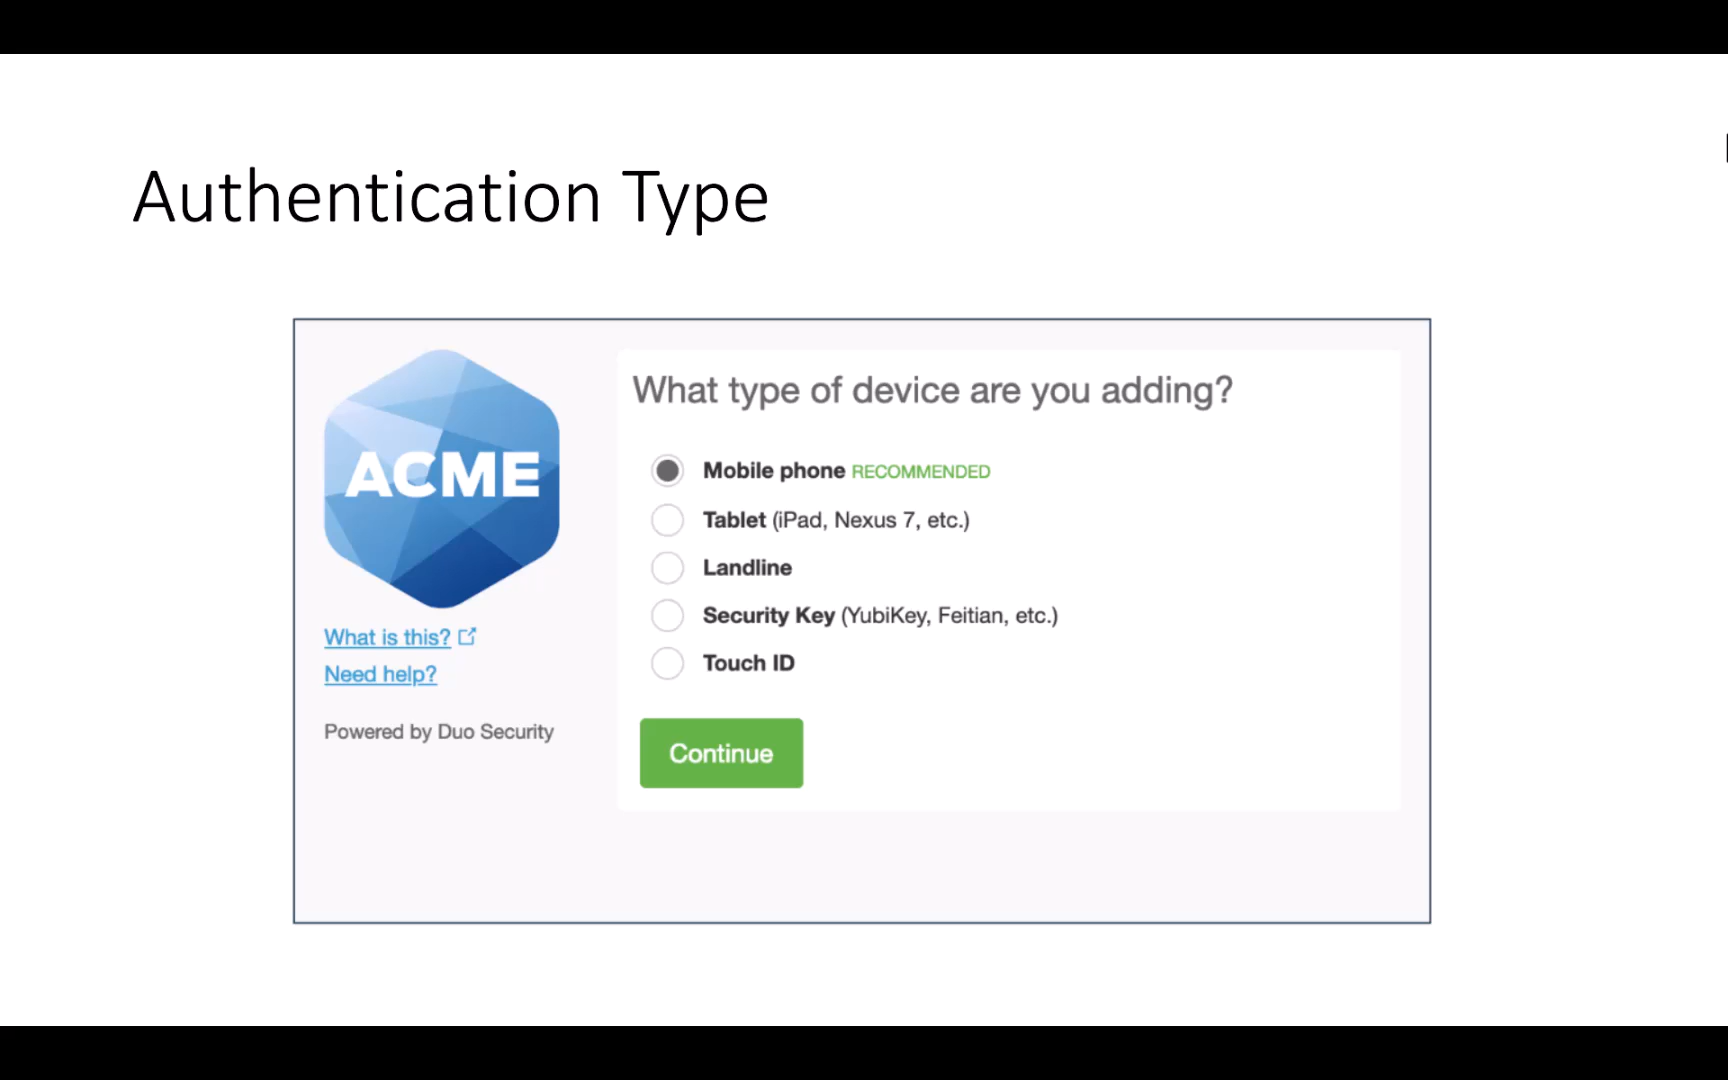 Authentication Type
ACME
What is this?
Need help?
Powered by Duo Security
What type of device are you adding?
Mobile phone RECOMMENDED
Tablet (iPad, Nexus 7, etc.)
Landline
Security Key (YubiKey, Feitian, etc.)
Touch ID
Continue